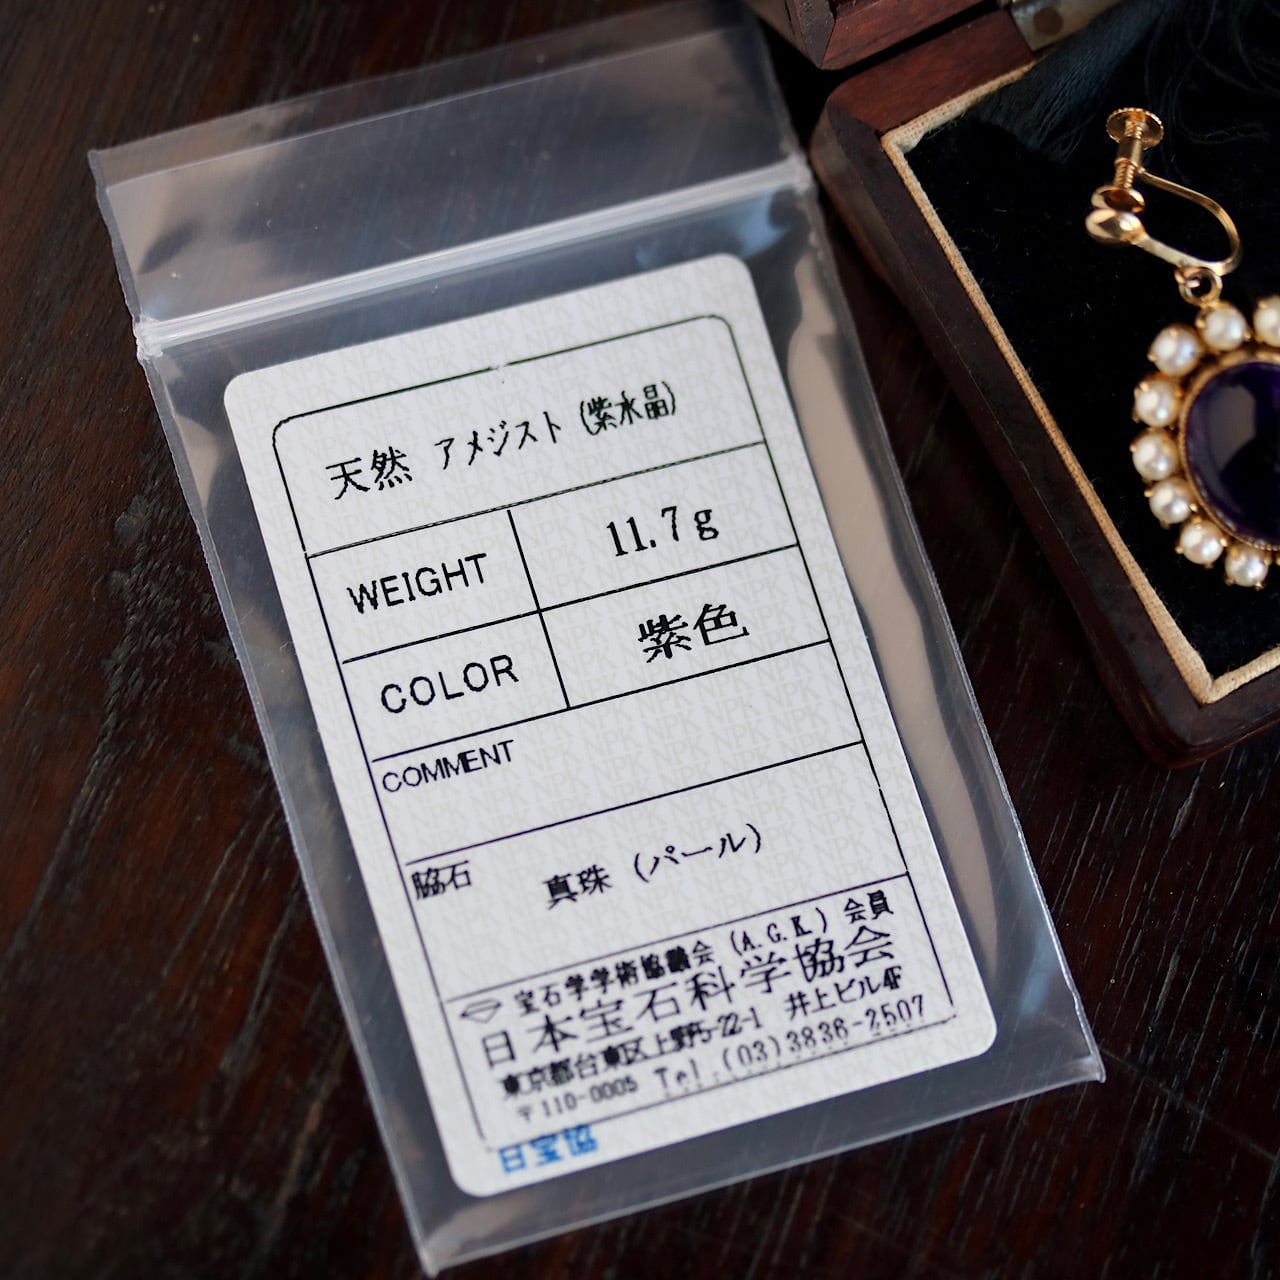 天然 アメジスト (紫水晶)
WEIGHT 11.7g
COLOR 紫色
COMMENT
脇石 真珠 (パール)
宝石学学術協議会 (A.G.K.) 会員
日本宝石科学協会
東京都台東区上野5-22-1 井上ビル4F
〒110-0005 Tel.(03)3836-2507
日宝協